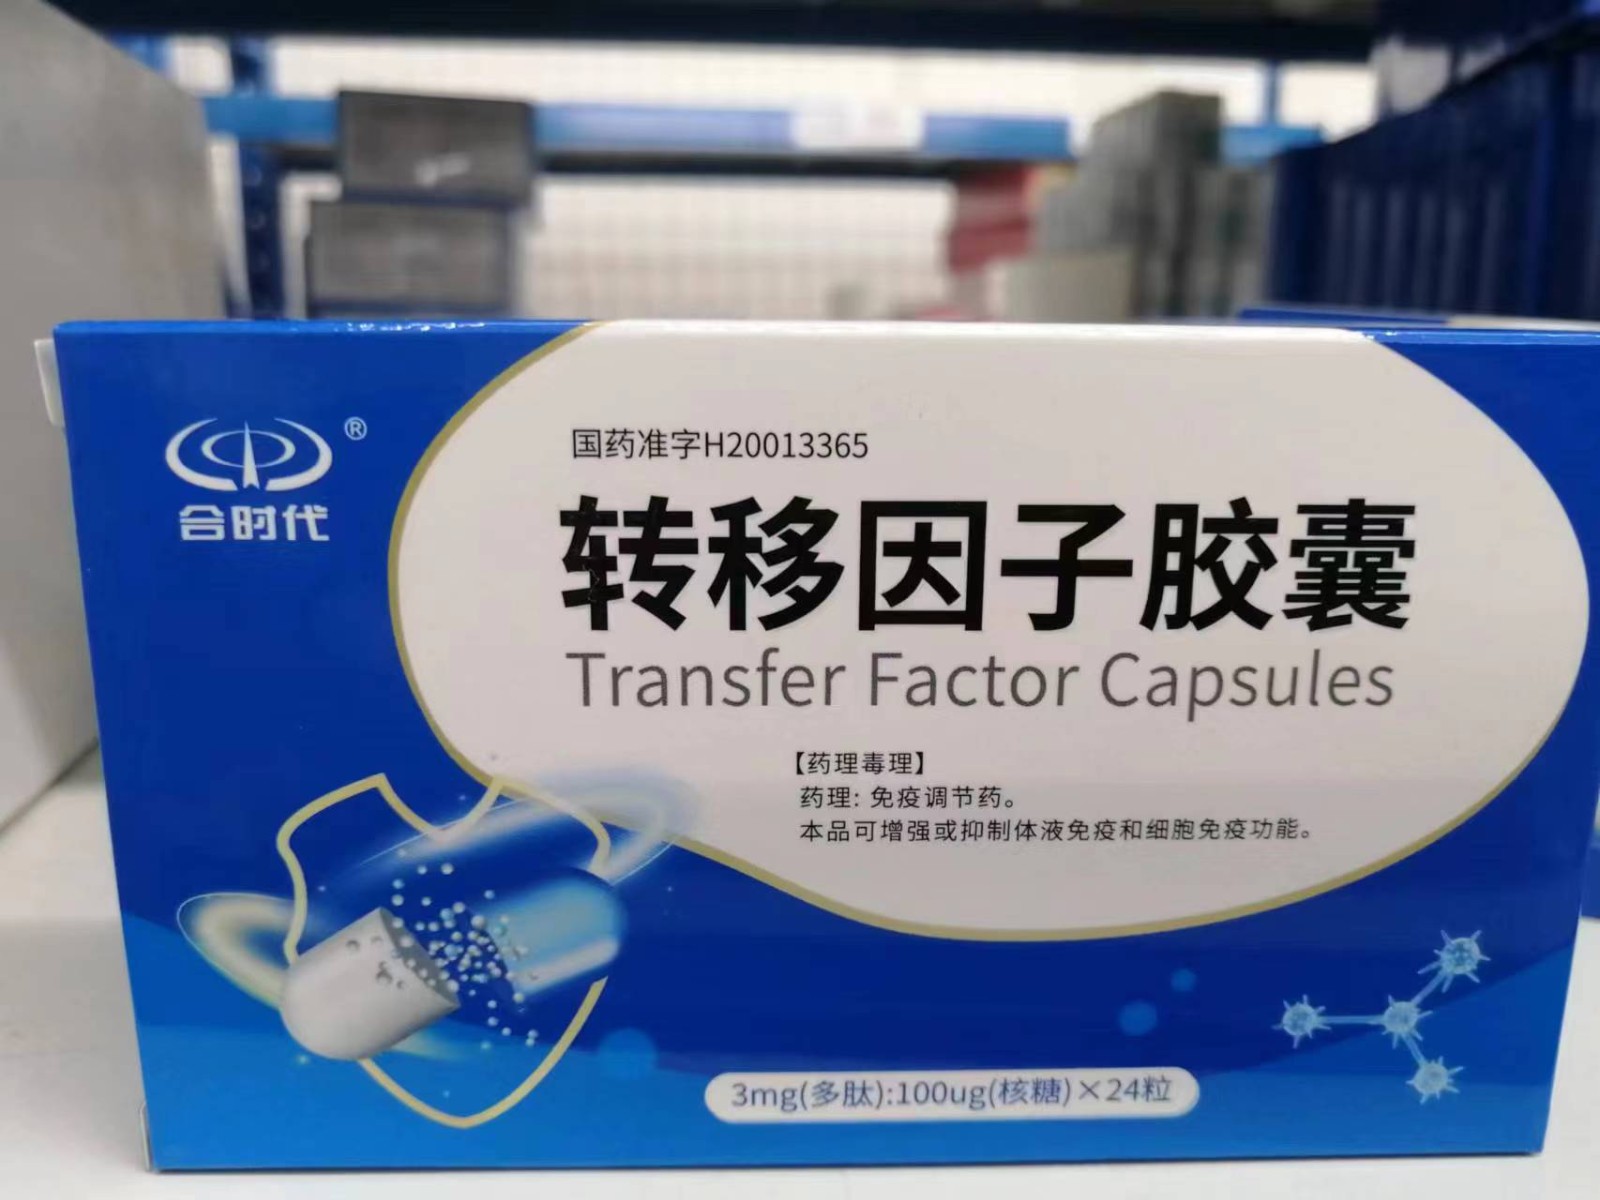 合时代
®
国药准字H20013365
转移因子胶囊
Transfer Factor Capsules
【药理毒理】
药理: 免疫调节药。
本品可增强或抑制体液免疫和细胞免疫功能。
3mg(多肽):100ug(核糖)×24粒